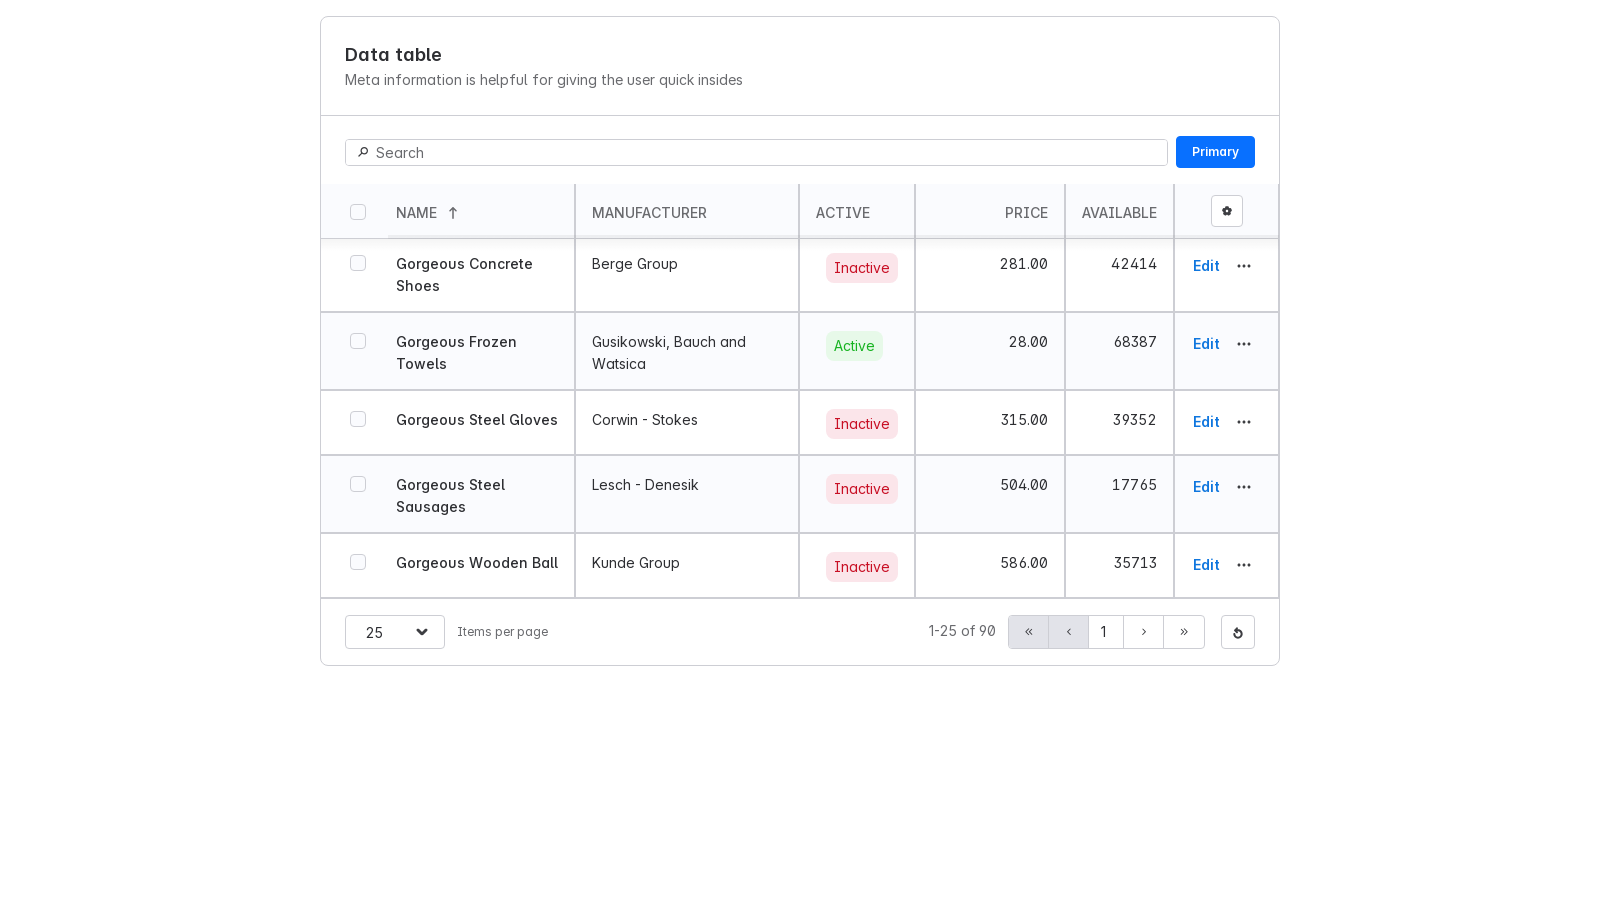 Data table
Meta information is helpful for giving the user quick insides
Search
Primary
NAME MANUFACTURER ACTIVE PRICE AVAILABLE
Gorgeous Concrete Berge Group Inactive 281.00 42414 Edit
Shoes
Gorgeous Frozen Gusikowski, Bauch and Active 28.00 68387 Edit
Towels Watsica
Gorgeous Steel Gloves Corwin - Stokes Inactive 315.00 39352 Edit
Gorgeous Steel Lesch - Denesik Inactive 504.00 17765 Edit
Sausages
Gorgeous Wooden Ball Kunde Group Inactive 586.00 35713 Edit
25 Items per page 1-25 of 90 « ‹ 1 › »